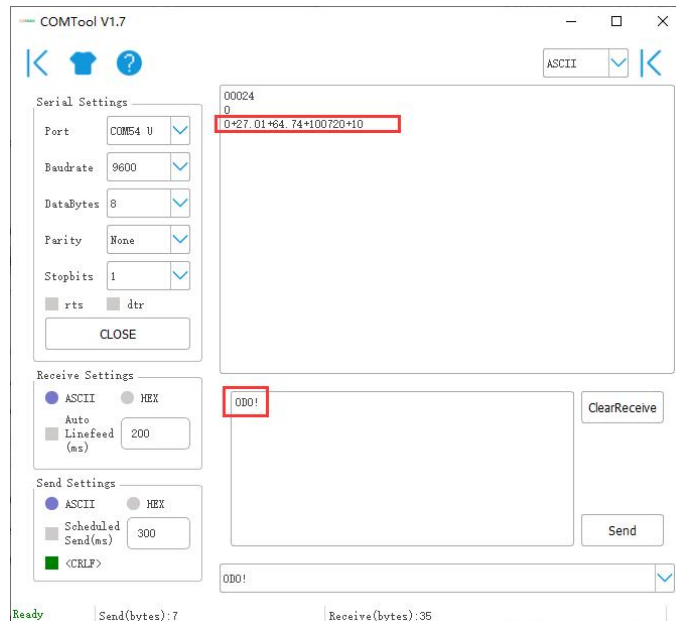 COMTool V1.7
ASCII
Serial Settings
Port COM54 U
Baudrate 9600
DataBytes 8
Parity None
Stopbits 1
rts dtr
CLOSE
00024
0
0+27.01+64.74+100720+10
Receive Settings
ASCII HEX
Auto
Linefeed
(ms)
200
0D0!
ClearReceive
Send Settings
ASCII HEX
Scheduled
Send(ms)
300
<CRLF>
Send
0D0!
Ready Send(bytes):7 Receive(bytes):35